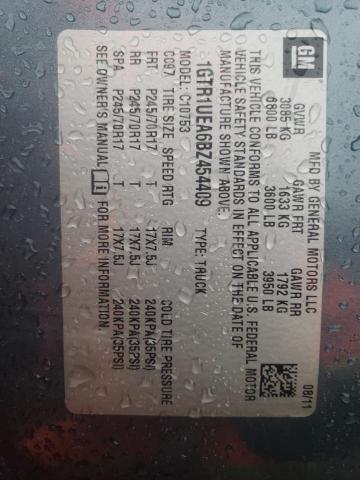 GM
MFD BY GENERAL MOTORS LLC
08/11
GVWR GAWR FRT GAWR RR
3085 KG 1633 KG 1792 KG
6800 LB 3600 LB 3950 LB
THIS VEHICLE CONFORMS TO ALL APPLICABLE U.S. FEDERAL MOTOR
VEHICLE SAFETY STANDARDS IN EFFECT ON THE DATE OF
MANUFACTURE SHOWN ABOVE.
1GTR1UEA6BZ454409 TYPE: TRUCK
MODEL: C10753
C097 TIRE SIZE SPEED RTG RIM COLD TIRE PRESSURE
FRT P245/70R17 T 17X7.5J 240KPA(35PSI)
RR P245/70R17 T 17X7.5J 240KPA(35PSI)
SPA P245/70R17 T 17X7.5J 240KPA(35PSI)
SEE OWNER'S MANUAL i FOR MORE INFORMATION.